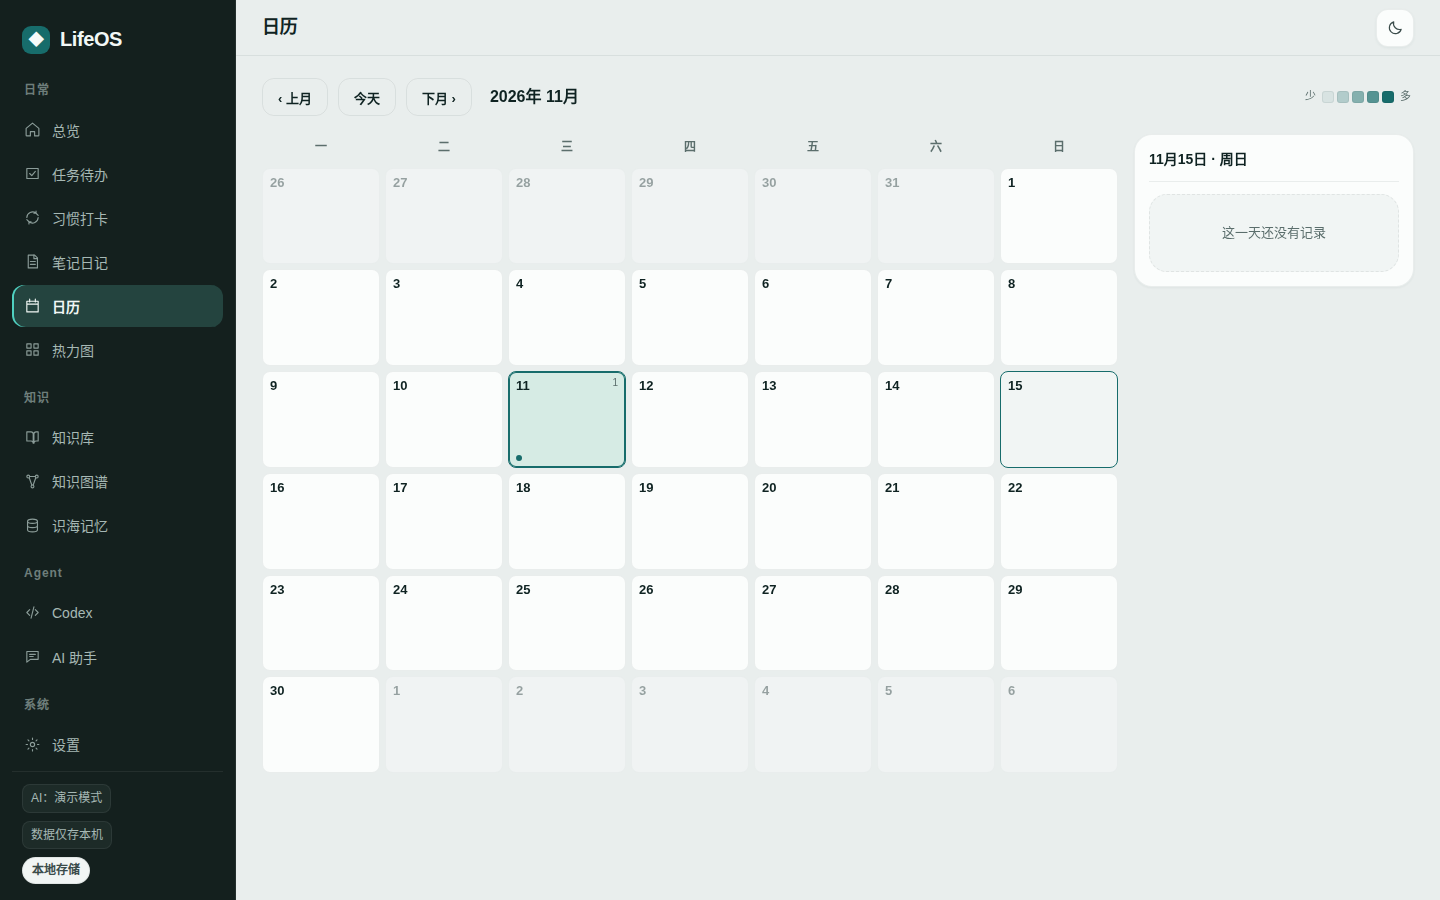 LifeOS
日常
总览
任务待办
习惯打卡
笔记日记
日历
热力图
知识
知识库
知识图谱
识海记忆
Agent
Codex
AI 助手
系统
设置
AI：演示模式
数据仅存本机
本地存储
日历
‹ 上月 今天 下月 › 2026年 11月
少 多
一 二 三 四 五 六 日
26 27 28 29 30 31 1
2 3 4 5 6 7 8
9 10 11 1 12 13 14 15
16 17 18 19 20 21 22
23 24 25 26 27 28 29
30 1 2 3 4 5 6
11月15日 · 周日
这一天还没有记录